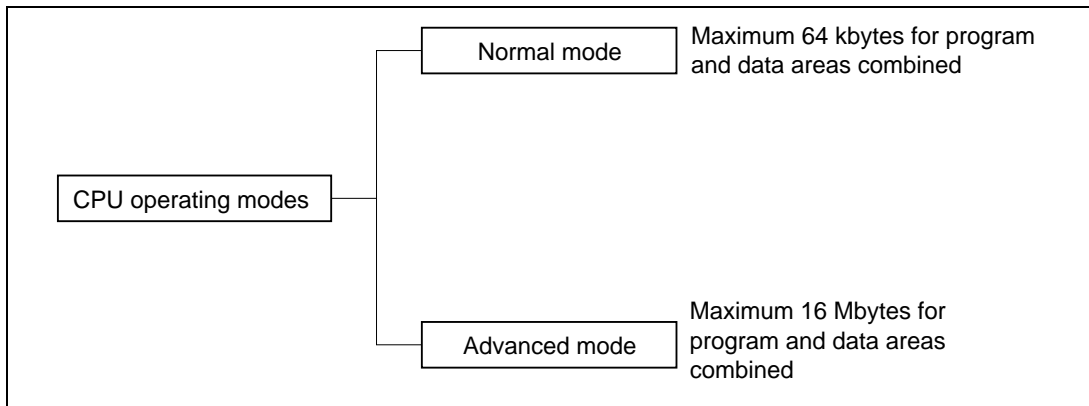 Normal mode
Maximum 64 kbytes for program
and data areas combined
CPU operating modes
Advanced mode
Maximum 16 Mbytes for
program and data areas
combined